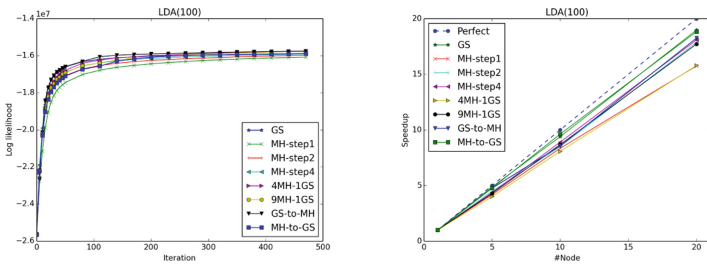 LDA(100)
−1.4 1e7
−1.6
−1.8
−2.0
−2.2
−2.4
−2.6
Log likelihood
0
100
200
300
400
500
Iteration
GS
MH-step1
MH-step2
MH-step4
4MH-1GS
9MH-1GS
GS-to-MH
MH-to-GS
LDA(100)
20
15
10
5
0
Speedup
0
5
10
15
20
#Node
Perfect
GS
MH-step1
MH-step2
MH-step4
4MH-1GS
9MH-1GS
GS-to-MH
MH-to-GS